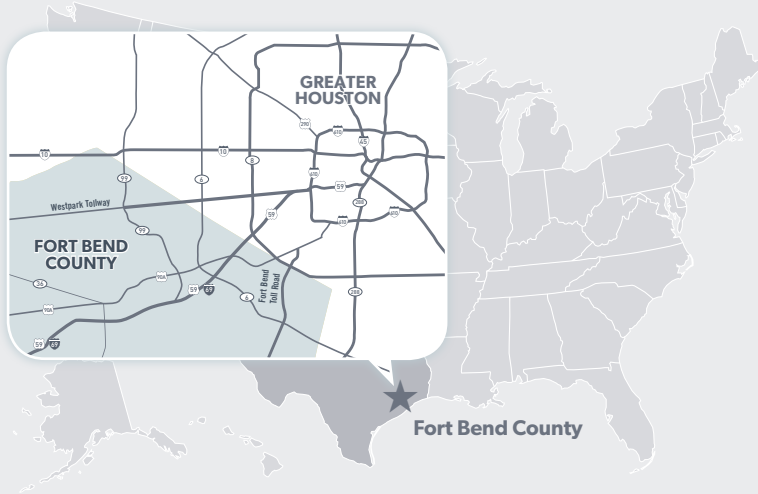 GREATER
HOUSTON
290
610
45
10
10
8
610
99
6
59
Westpark Tollway
288
59
610
610
99
FORT BEND
COUNTY
90A
36
Fort Bend
Toll Road
59
69
6
288
90A
59
69
Fort Bend County